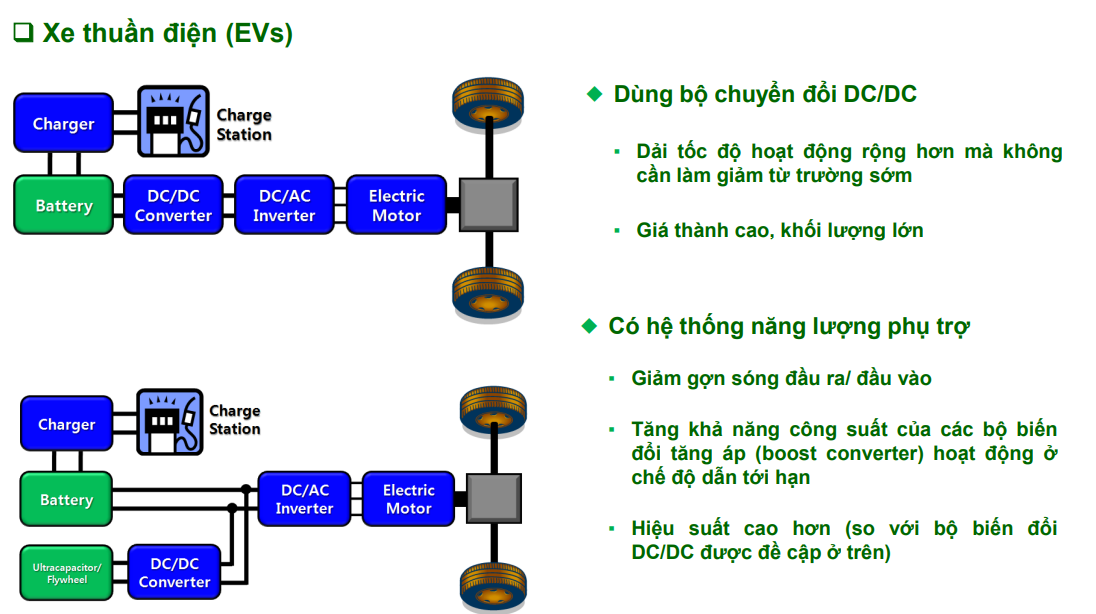 Xe thuần điện (EVs)
Charger
Charge
Station
Battery
DC/DC
Converter
DC/AC
Inverter
Electric
Motor
Dùng bộ chuyển đổi DC/DC
Dải tốc độ hoạt động rộng hơn mà không
cần làm giảm từ trường sớm
Giá thành cao, khối lượng lớn
Charger
Charge
Station
Battery
DC/AC
Inverter
Electric
Motor
Ultracapacitor/
Flywheel
DC/DC
Converter
Có hệ thống năng lượng phụ trợ
Giảm gợn sóng đầu ra/ đầu vào
Tăng khả năng công suất của các bộ biến
đổi tăng áp (boost converter) hoạt động ở
chế độ dẫn tới hạn
Hiệu suất cao hơn (so với bộ biến đổi
DC/DC được đề cập ở trên)